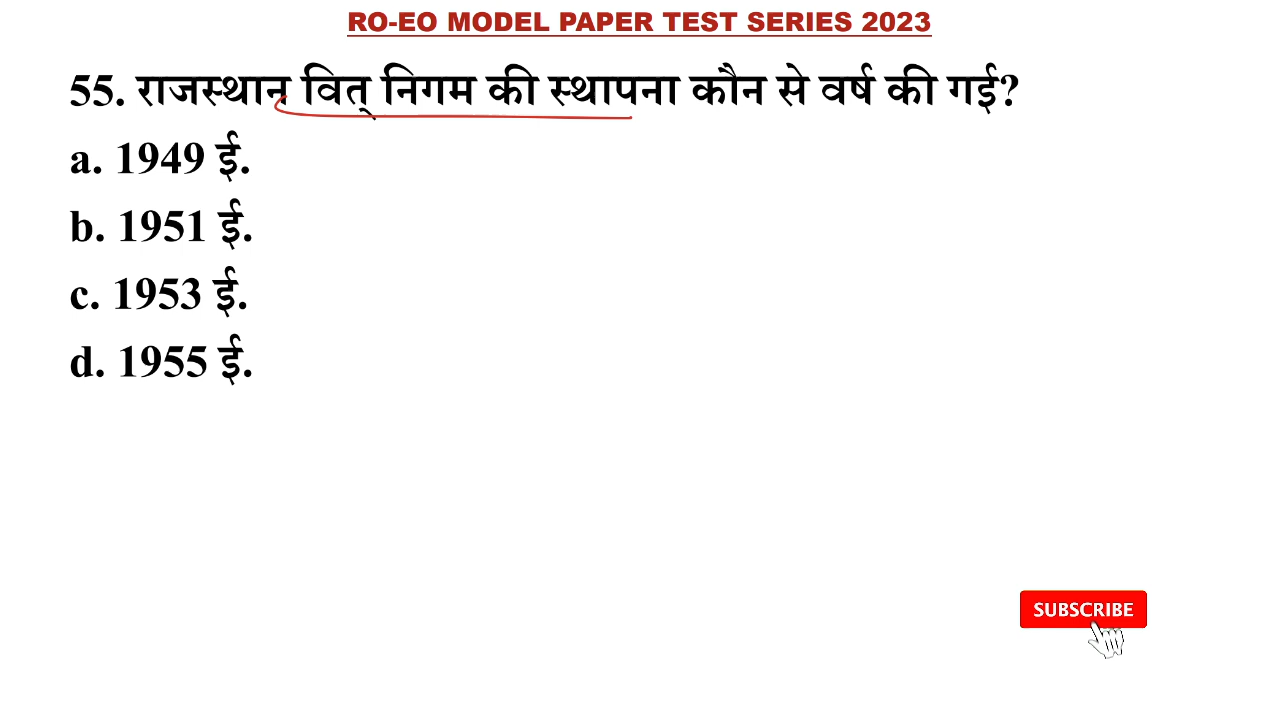 RO-EO MODEL PAPER TEST SERIES 2023
55. राजस्थान वित् निगम की स्थापना कौन से वर्ष की गई?
a. 1949 ई.
b. 1951 ई.
c. 1953 ई.
d. 1955 ई.
SUBSCRIBE